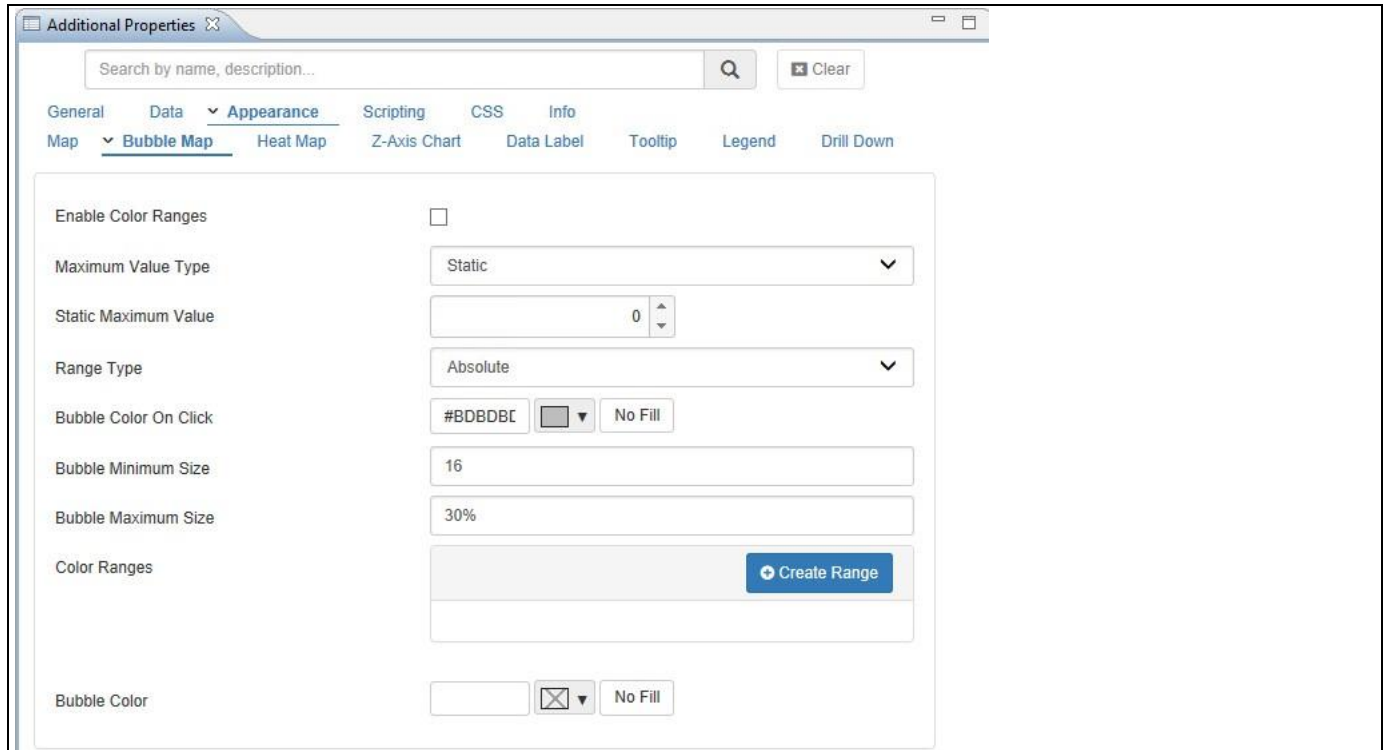 Additional Properties
Search by name, description...
Clear
General Data Appearance Scripting CSS Info
Map Bubble Map Heat Map Z-Axis Chart Data Label Tooltip Legend Drill Down
Enable Color Ranges
Maximum Value Type Static
Static Maximum Value 0
Range Type Absolute
Bubble Color On Click #BDBDBD No Fill
Bubble Minimum Size 16
Bubble Maximum Size 30%
Color Ranges Create Range
Bubble Color No Fill